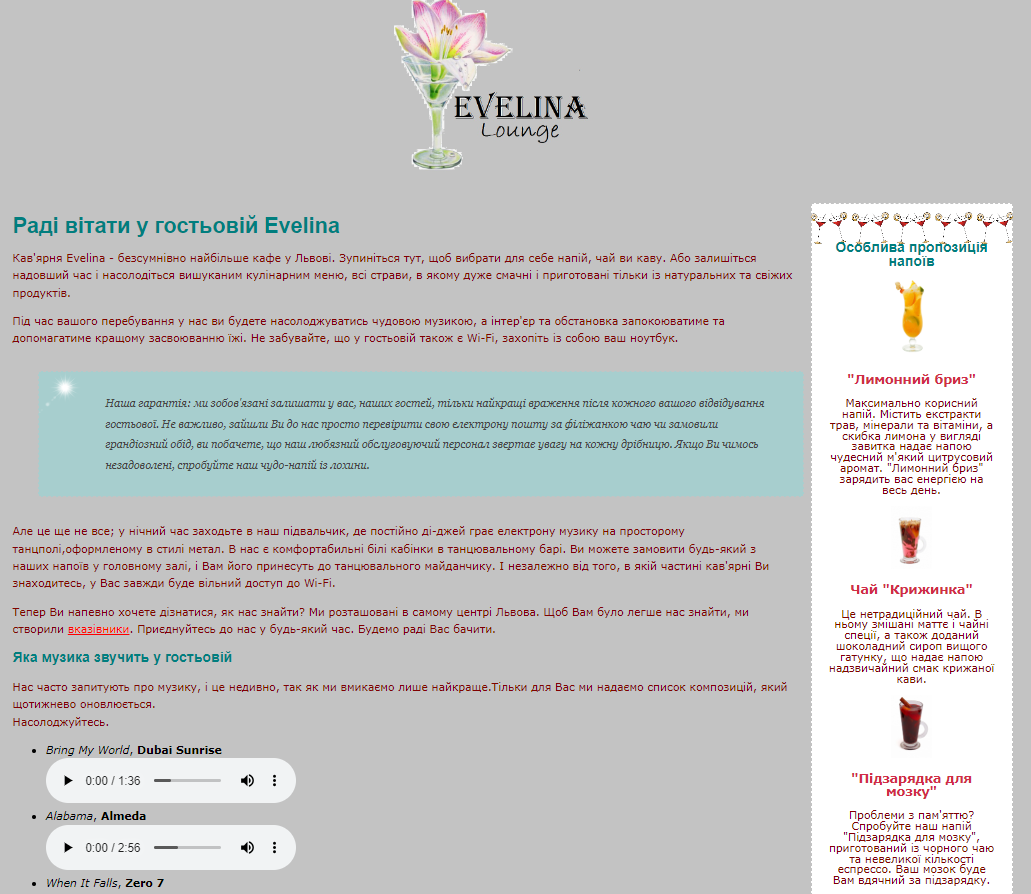 EVELINA
Lounge
Раді вітати у гостьовій Evelina
Кав'ярня Evelina - безсумнівно найбільше кафе у Львові. Зупиніться тут, щоб вибрати для себе напій, чай ви каву. Або залишіться
надовший час і насолодіться вишуканим кулінарним меню, всі страви, в якому дуже смачні і приготовані тільки із натуральних та свіжих
продуктів.
Під час вашого перебування у нас ви будете насолоджуватись чудовою музикою, а інтер'єр та обстановка запокоюватиме та
допомагатиме кращому засвоюванню їжі. Не забувайте, що у гостьовій також є Wi-Fi, захопіть із собою ваш ноутбук.
Наша гарантія: ми зобов'язані залишати у вас, наших гостей, тільки найкращі враження після кожного вашого відвідування
гостьової. Не важливо, зайшли Ви до нас просто перевірити свою електрону пошту за філіжанкою чаю чи замовили
грандіозний обід, ви побачете, що наш люблязний обслуговуючий персонал звертає увагу на кожну дрібницю. Якщо Ви чимось
незадоволені, спробуйте наш чудо-напій із лохини.
Але це ще не все; у нічний час заходьте в наш підвальчик, де постійно ді-джей грає електрону музику на просторому
танцполі,оформленому в стилі метал. В нас є комфортабильні білі кабінки в танцювальному барі. Ви можете замовити будь-який з
наших напоїв у головному залі, і Вам його принесуть до танцювального майданчику. І незалежно від того, в якій частині кав'ярні Ви
знаходитесь, у Вас завжди буде вільний доступ до Wi-Fi.
Тепер Ви напевно хочете дізнатися, як нас знайти? Ми розташовані в самому центрі Львова. Щоб Вам було легше нас знайти, ми
створили вказівники. Приєднуйтесь до нас у будь-який час. Будемо раді Вас бачити.
Яка музика звучить у гостьовій
Нас часто запитують про музику, і це недивно, так як ми вмикаємо лише найкраще.Тільки для Вас ми надаємо список композицій, який
щотижнево оновлюється.
Насолоджуйтесь.
Bring My World, Dubai Sunrise
0:00 / 1:36
Alabama, Almeda
0:00 / 2:56
When It Falls, Zero 7
Особлива пропозиція
напоїв
"Лимонний бриз"
Максимально корисний
напій. Містить екстракти
трав, мінерали та вітаміни, а
скибка лимона у вигляді
завитка надає напою
чудесний м'який цитрусовий
аромат. "Лимонний бриз"
зарядить вас енергією на
весь день.
Чай "Крижинка"
Це нетрадиційний чай. В
ньому змішані маттє і чайні
спеції, а також доданий
шоколадний сироп вищого
гатунку, що надає напою
надзвичайний смак крижаної
кави.
"Підзарядка для
мозку"
Проблеми з пам'яттю?
Спробуйте наш напій
"Підзарядка для мозку",
приготований із чорного чаю
та невеликої кількості
еспрессо. Ваш мозок буде
Вам вдячний за підзарядку.